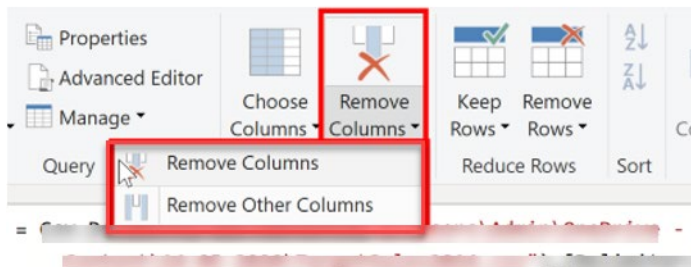 Properties
Advanced Editor
Manage
Choose Columns
Remove Columns
Keep Rows
Remove Rows
A Z
Z A
Query
Remove Columns
Remove Other Columns
Reduce Rows
Sort
=